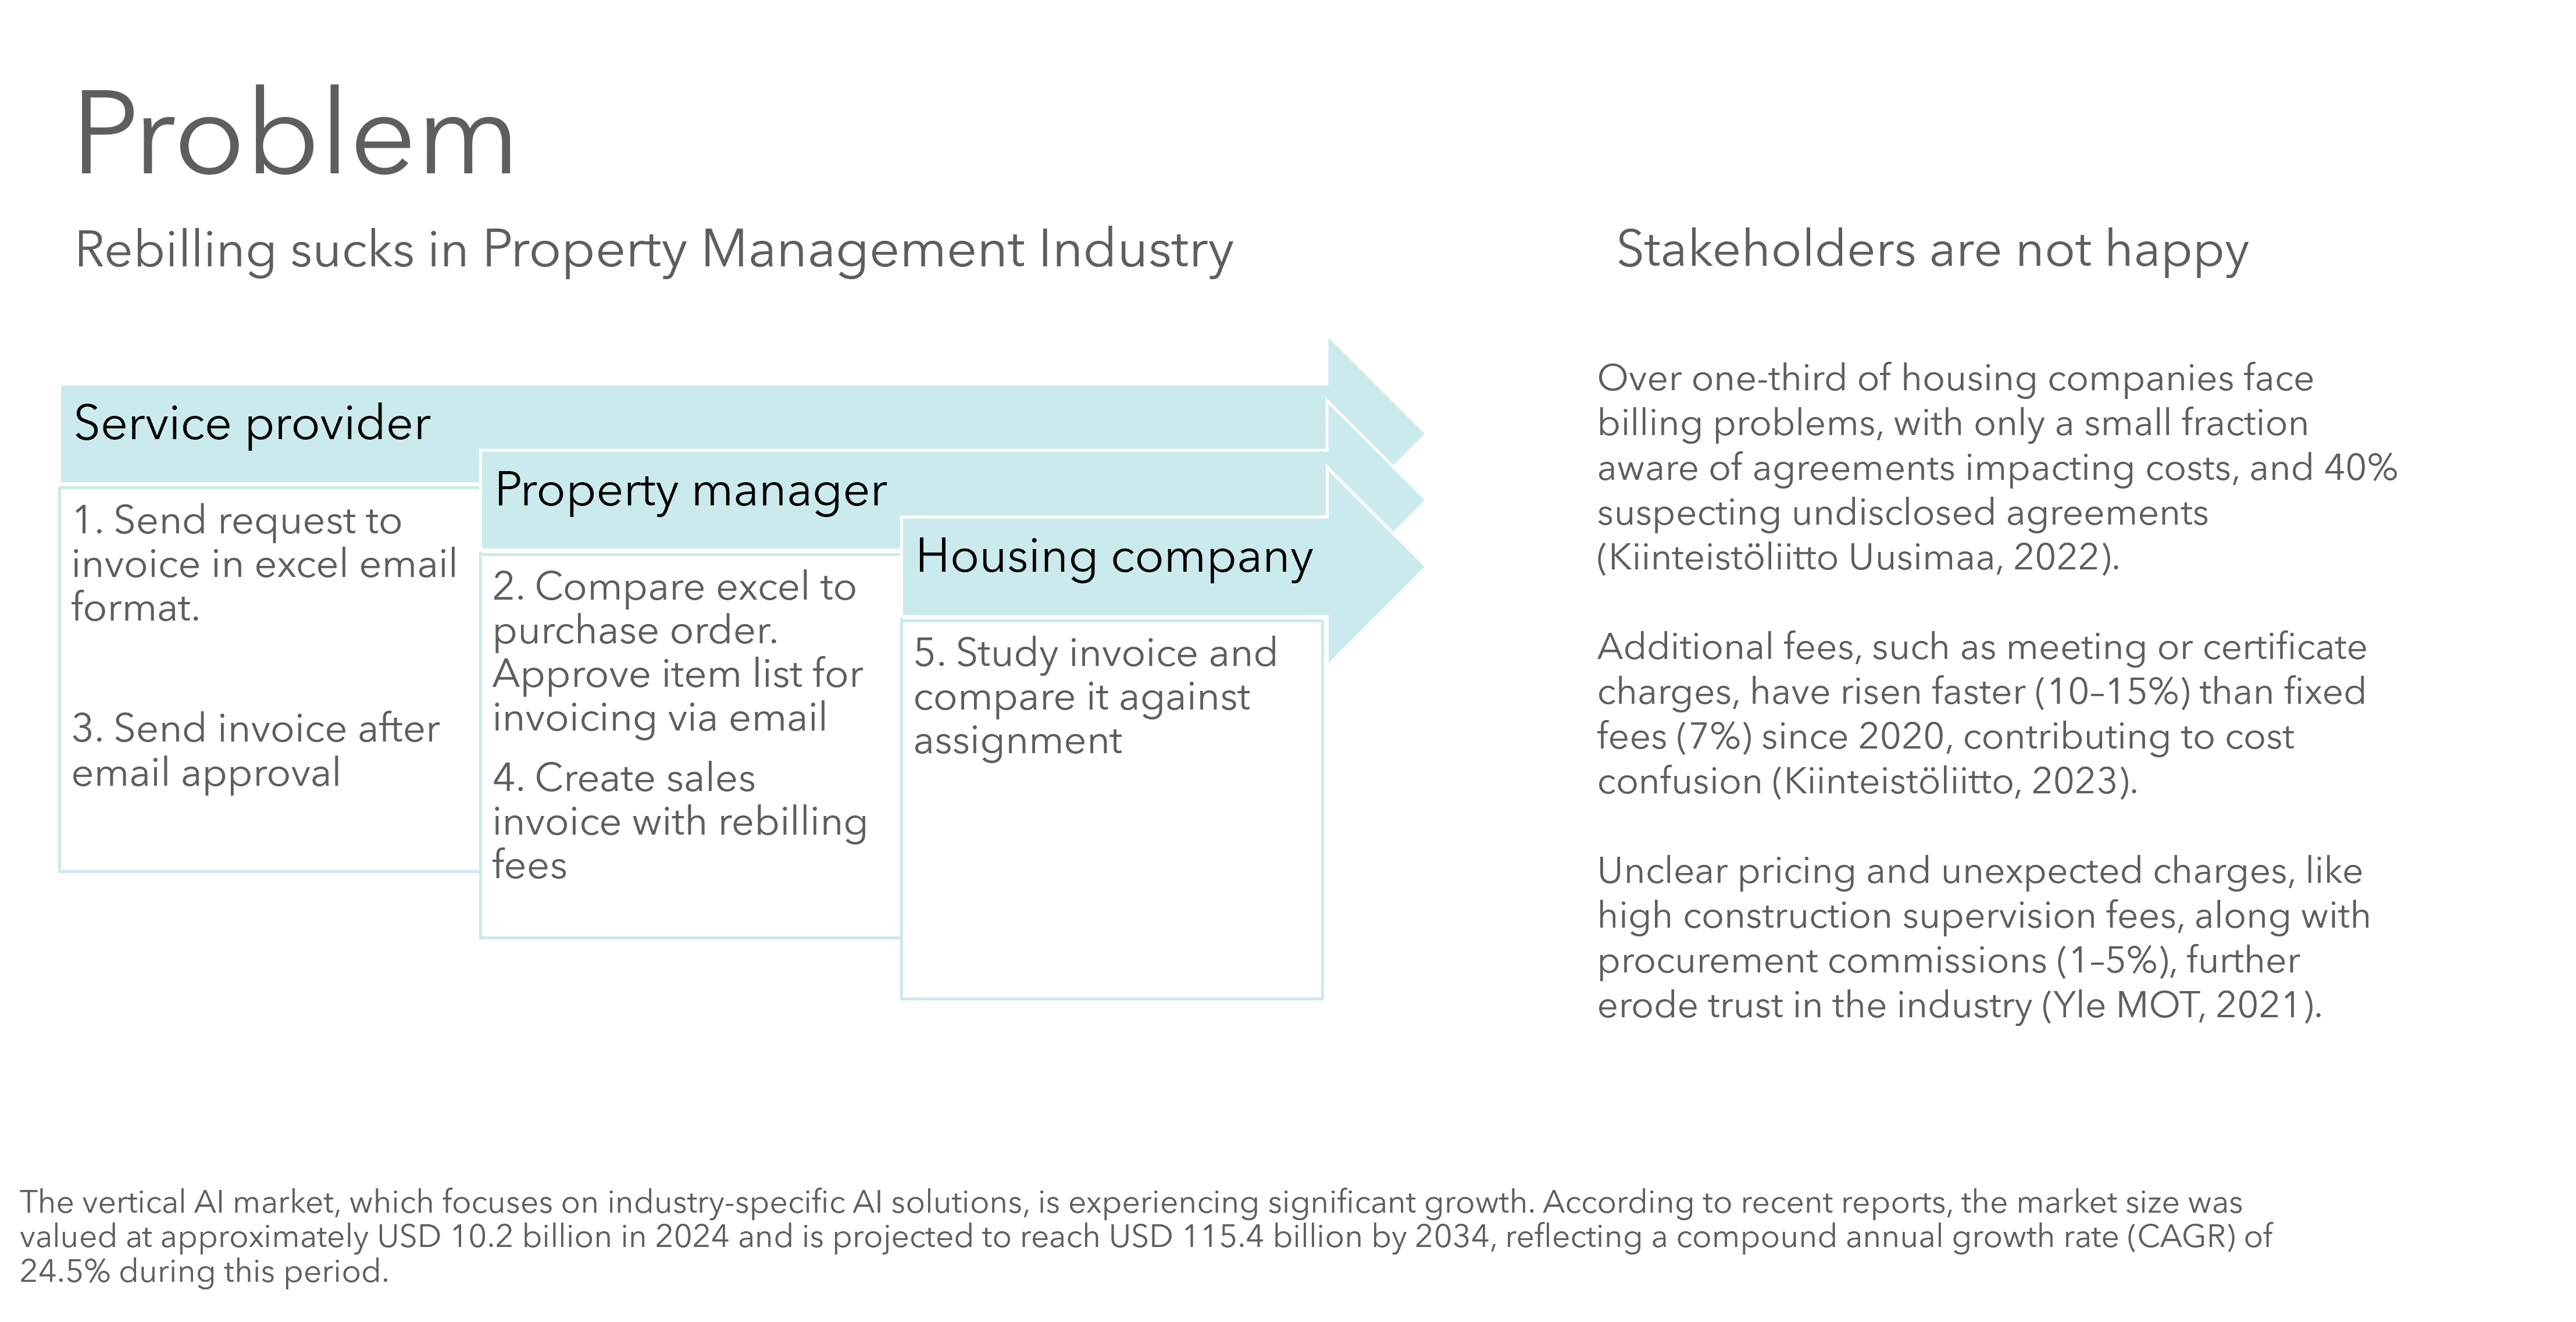 Problem
Rebilling sucks in Property Management Industry
Service provider
1. Send request to
invoice in excel email
format.
3. Send invoice after
email approval
Property manager
2. Compare excel to
purchase order.
Approve item list for
invoicing via email
4. Create sales
invoice with rebilling
fees
Housing company
5. Study invoice and
compare it against
assignment
Stakeholders are not happy
Over one-third of housing companies face
billing problems, with only a small fraction
aware of agreements impacting costs, and 40%
suspecting undisclosed agreements
(Kiinteistöliitto Uusimaa, 2022).
Additional fees, such as meeting or certificate
charges, have risen faster (10–15%) than fixed
fees (7%) since 2020, contributing to cost
confusion (Kiinteistöliitto, 2023).
Unclear pricing and unexpected charges, like
high construction supervision fees, along with
procurement commissions (1–5%), further
erode trust in the industry (Yle MOT, 2021).
The vertical AI market, which focuses on industry-specific AI solutions, is experiencing significant growth. According to recent reports, the market size was
valued at approximately USD 10.2 billion in 2024 and is projected to reach USD 115.4 billion by 2034, reflecting a compound annual growth rate (CAGR) of
24.5% during this period.